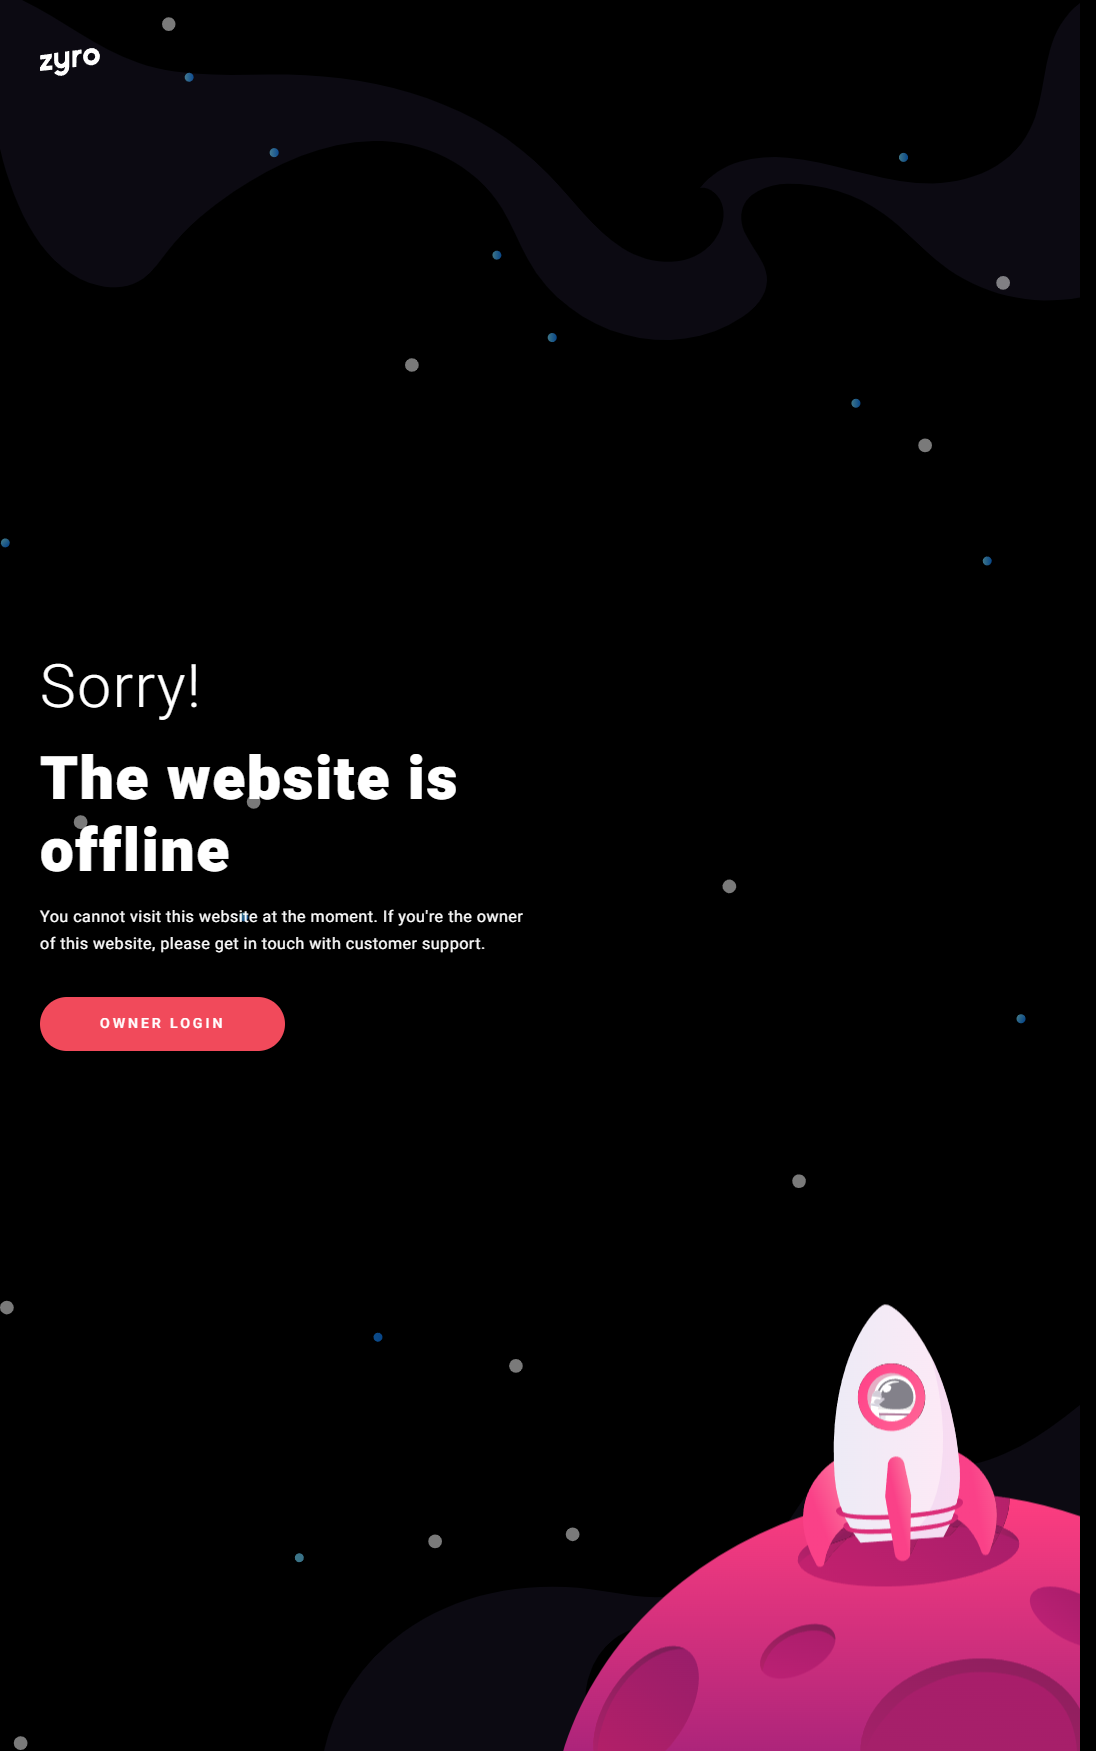 zyro
Sorry!
The website is
offline
You cannot visit this website at the moment. If you're the owner
of this website, please get in touch with customer support.
OWNER LOGIN